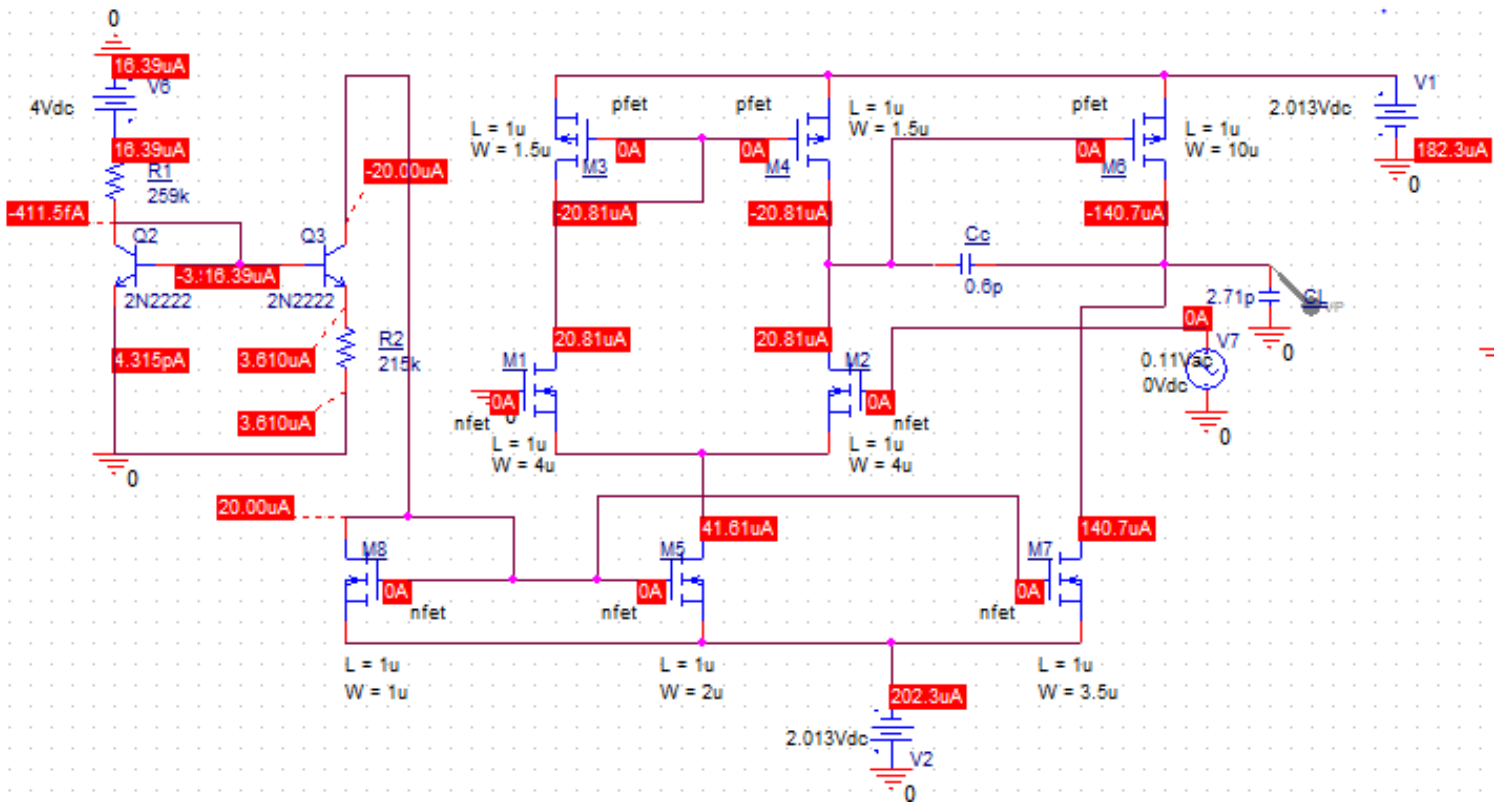 0
16.39uA
V6
4Vdc
16.39uA
R1
259k
-20.00uA
-411.5fA
Q2
Q3
16.39uA
2N2222
2N2222
4.315pA
R2
215k
3.610uA
3.610uA
0
pfet
pfet
pfet
V1
2.013Vdc
L = 1u
W = 1.5u
L = 1u
W = 1.5u
L = 1u
W = 10u
0A
0A
0A
182.3uA
M3
M4
M6
0
-20.81uA
-20.81uA
-140.7uA
Cc
0.6p
2.71p
CL
VP
0
0A
V7
0.11Vac
0Vdc
0
20.81uA
20.81uA
M1
M2
0A
0
0A
nfet
nfet
L = 1u
W = 4u
L = 1u
W = 4u
20.00uA
41.61uA
140.7uA
M8
M5
M7
0A
0A
0A
nfet
nfet
nfet
L = 1u
W = 1u
L = 1u
W = 2u
L = 1u
W = 3.5u
202.3uA
2.013Vdc
V2
0